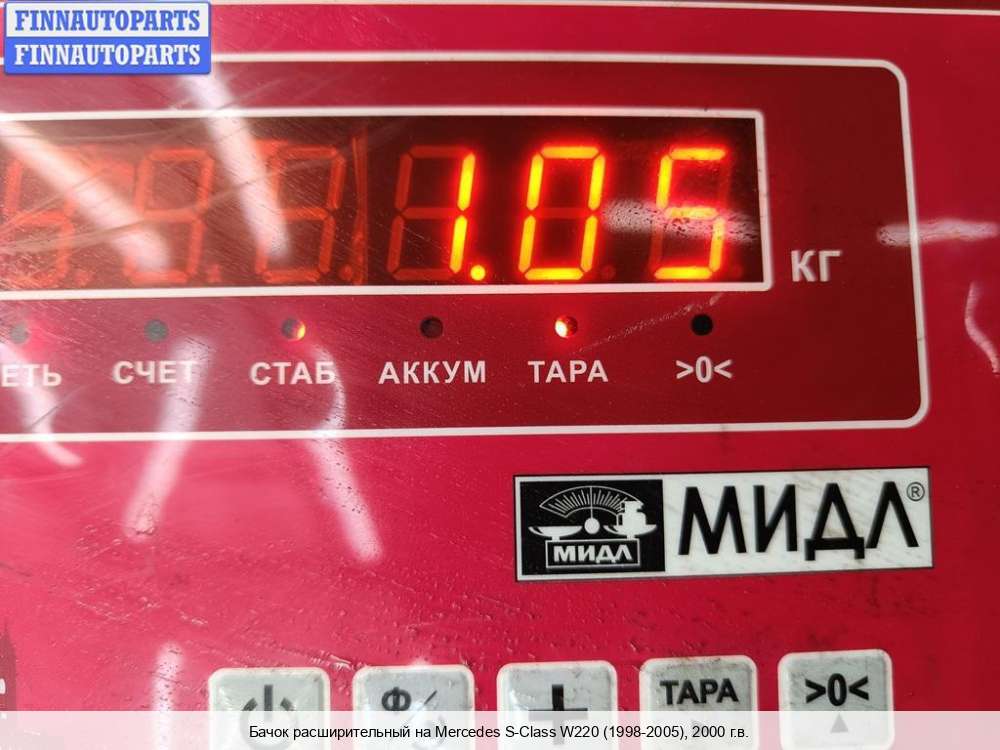 FINNAUTOPARTS
FINNAUTOPARTS
1.05
КГ
ЕТЬ СЧЕТ СТАБ АККУМ ТАРА >0<
МИДЛ МИДЛ®
Ф/ + ТАРА >0<
Бачок расширительный на Mercedes S-Class W220 (1998-2005), 2000 г.в.